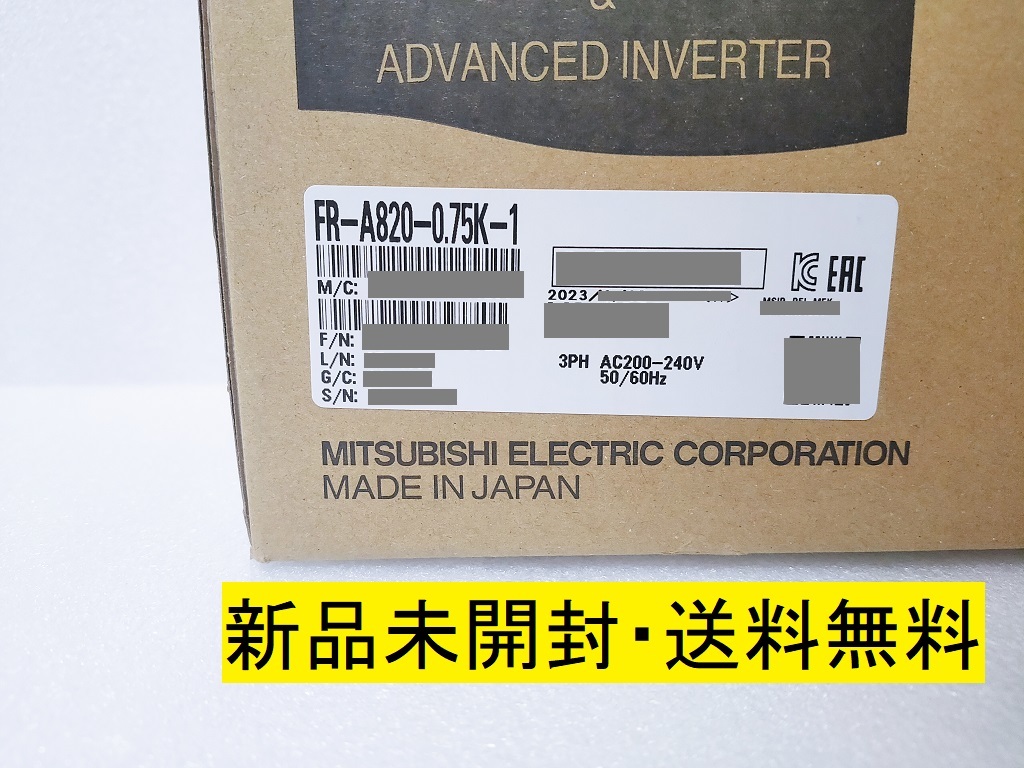 &
ADVANCED INVERTER
FR-A820-0.75K-1
M/C:
2023/
EAC
F/N:
L/N:
G/C:
S/N:
3PH AC200-240V
50/60Hz
MITSUBISHI ELECTRIC CORPORATION
MADE IN JAPAN
新品未開封・送料無料